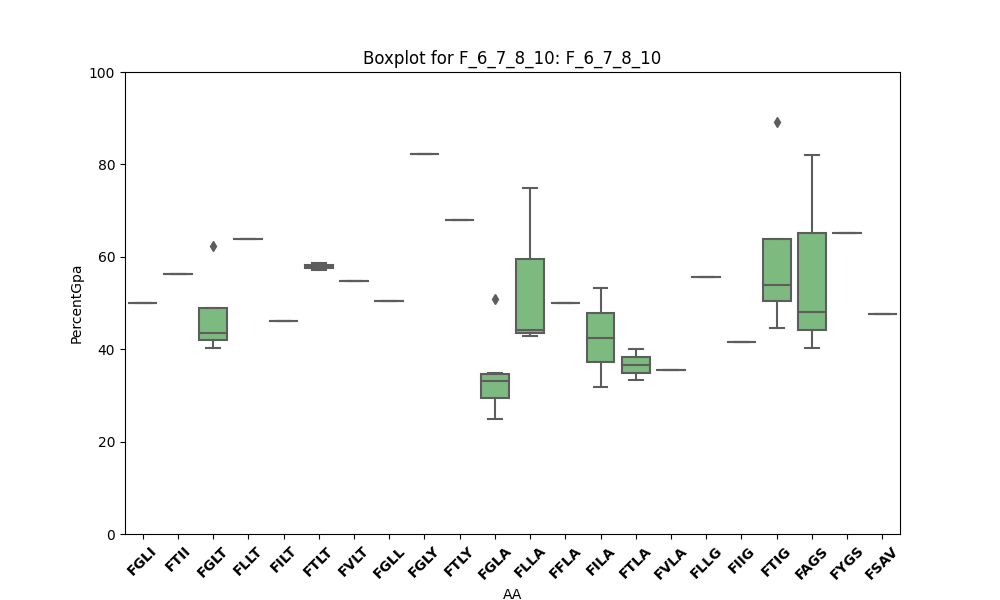 Boxplot for F_6_7_8_10: F_6_7_8_10
100
80
60
40
20
0
PercentGpa
FGLI FTII FGLT FLLT FILT FTLT FVLT FGLL FGLY FTLY FGLA FLLA FFLA FILA FTLA FVLA FLLG FIIG FTIG FAGS FYGS FSAV
AA